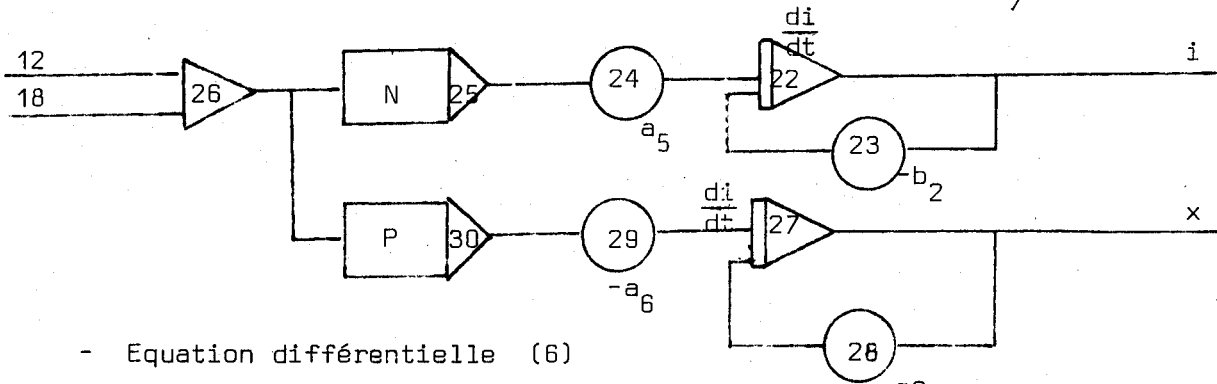 di
dt
i
12
18
26
N
25
24
22
a5
23
-b2
di
dt
x
P
30
29
27
-a6
28
- Equation différentielle (6)